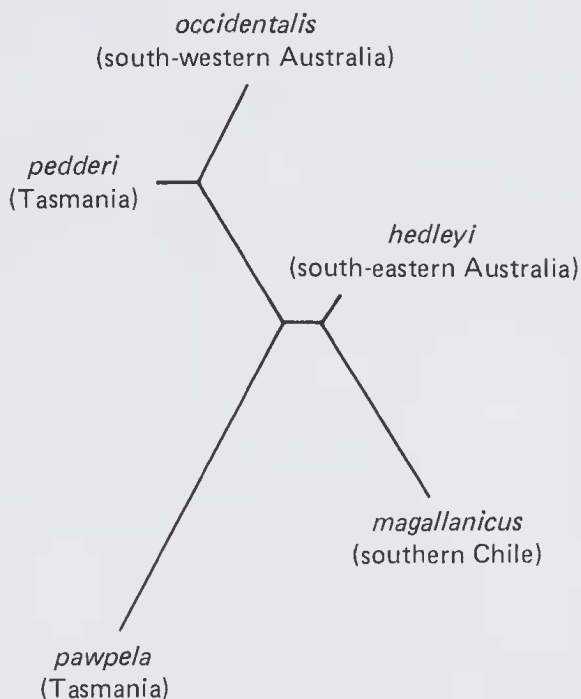 occidentalis
(south-western Australia)
pedderi
(Tasmania)
hedleyi
(south-eastern Australia)
magallanicus
(southern Chile)
pawpela
(Tasmania)